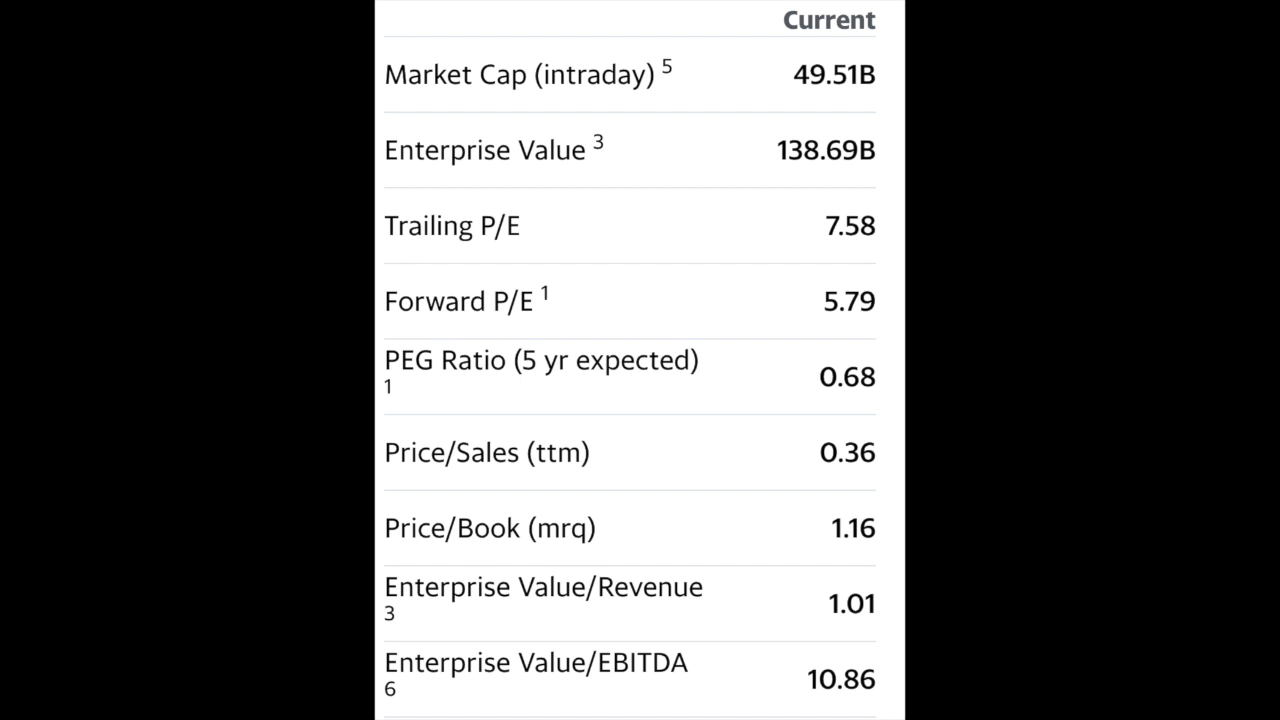 Current
Market Cap (intraday) 5 49.51B
Enterprise Value 3 138.69B
Trailing P/E 7.58
Forward P/E 1 5.79
PEG Ratio (5 yr expected)
1 0.68
Price/Sales (ttm) 0.36
Price/Book (mrq) 1.16
Enterprise Value/Revenue
3 1.01
Enterprise Value/EBITDA
6 10.86